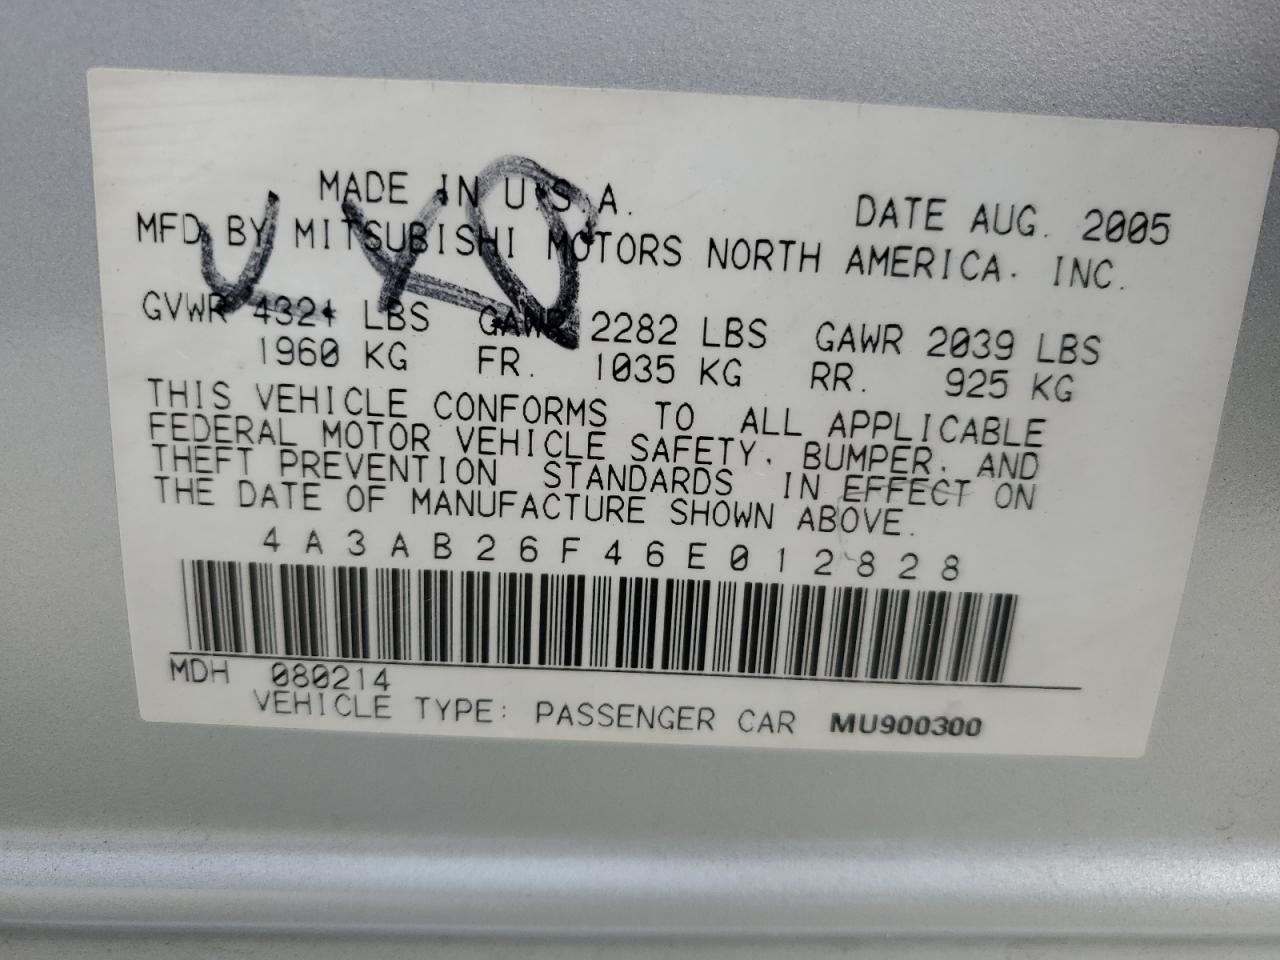 MADE IN U.S.A. DATE AUG. 2005
MFD BY MITSUBISHI MOTORS NORTH AMERICA. INC.
GVWR 4321 LBS GAWR 2282 LBS GAWR 2039 LBS
1960 KG FR. 1035 KG RR. 925 KG
THIS VEHICLE CONFORMS TO ALL APPLICABLE
FEDERAL MOTOR VEHICLE SAFETY. BUMPER. AND
THEFT PREVENTION STANDARDS IN EFFECT ON
THE DATE OF MANUFACTURE SHOWN ABOVE.
4A3AB26F46E012828
MDH 080214
VEHICLE TYPE: PASSENGER CAR MU900300